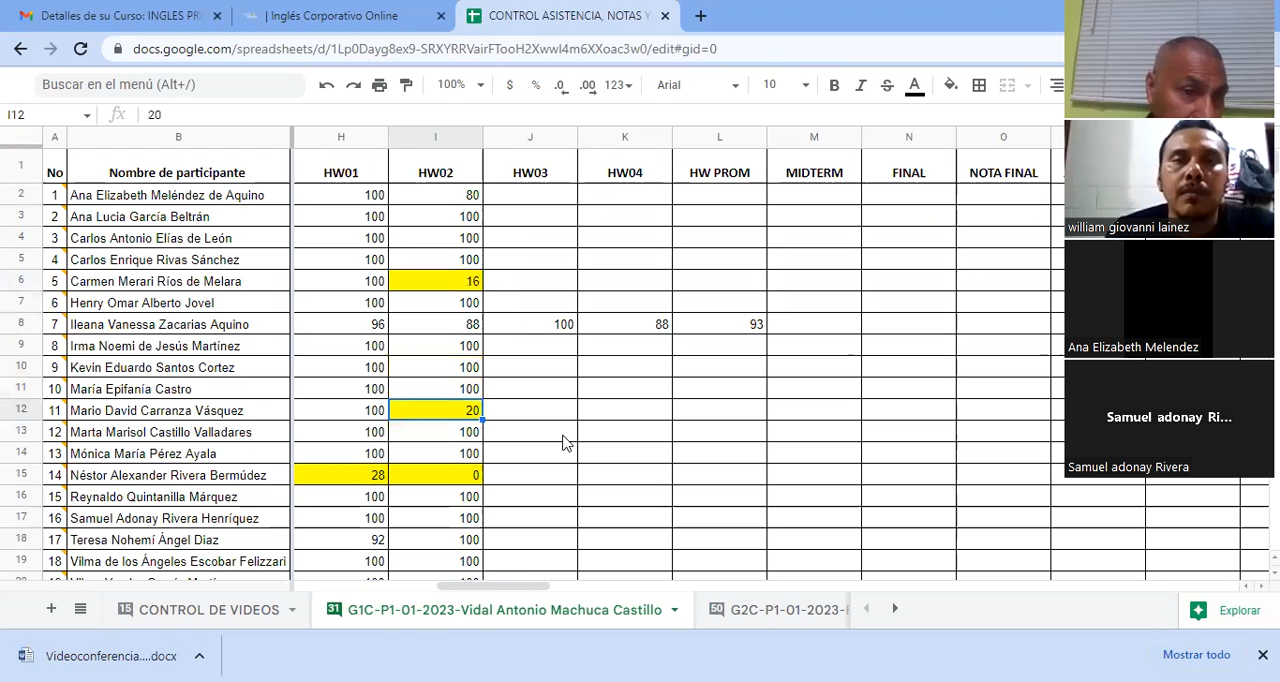 Detalles de su Curso: INGLES PR
Inglés Corporativo Online
CONTROL ASISTENCIA, NOTAS Y
docs.google.com/spreadsheets/d/1Lp0Dayg8ex9-SRXYRRVairFTooH2XwwI4m6XXoac3w0/edit#gid=0
Buscar en el menú (Alt+/)
100%
$ % .0 .00 123
Arial
10
B I S A
I12
fx 20
A B H I J K L M N O
1 No Nombre de participante HW01 HW02 HW03 HW04 HW PROM MIDTERM FINAL NOTA FINAL
2 1 Ana Elizabeth Meléndez de Aquino 100 80
3 2 Ana Lucia García Beltrán 100 100
4 3 Carlos Antonio Elías de León 100 100
5 4 Carlos Enrique Rivas Sánchez 100 100
6 5 Carmen Merari Ríos de Melara 100 16
7 6 Henry Omar Alberto Jovel 100 100
8 7 Ileana Vanessa Zacarias Aquino 96 88 100 88 93
9 8 Irma Noemi de Jesús Martínez 100 100
10 9 Kevin Eduardo Santos Cortez 100 100
11 10 María Epifanía Castro 100 100
12 11 Mario David Carranza Vásquez 100 20
13 12 Marta Marisol Castillo Valladares 100 100
14 13 Mónica María Pérez Ayala 100 100
15 14 Néstor Alexander Rivera Bermúdez 28 0
16 15 Reynaldo Quintanilla Márquez 100 100
17 16 Samuel Adonay Rivera Henríquez 100 100
18 17 Teresa Nohemí Ángel Diaz 92 100
19 18 Vilma de los Ángeles Escobar Felizzari 100 100
william giovanni lainez
Ana Elizabeth Melendez
Samuel adonay Ri...
Samuel adonay Rivera
15 CONTROL DE VIDEOS
31 G1C-P1-01-2023-Vidal Antonio Machuca Castillo
50 G2C-P1-01-2023-
Explorar
Videoconferencia....docx
Mostrar todo